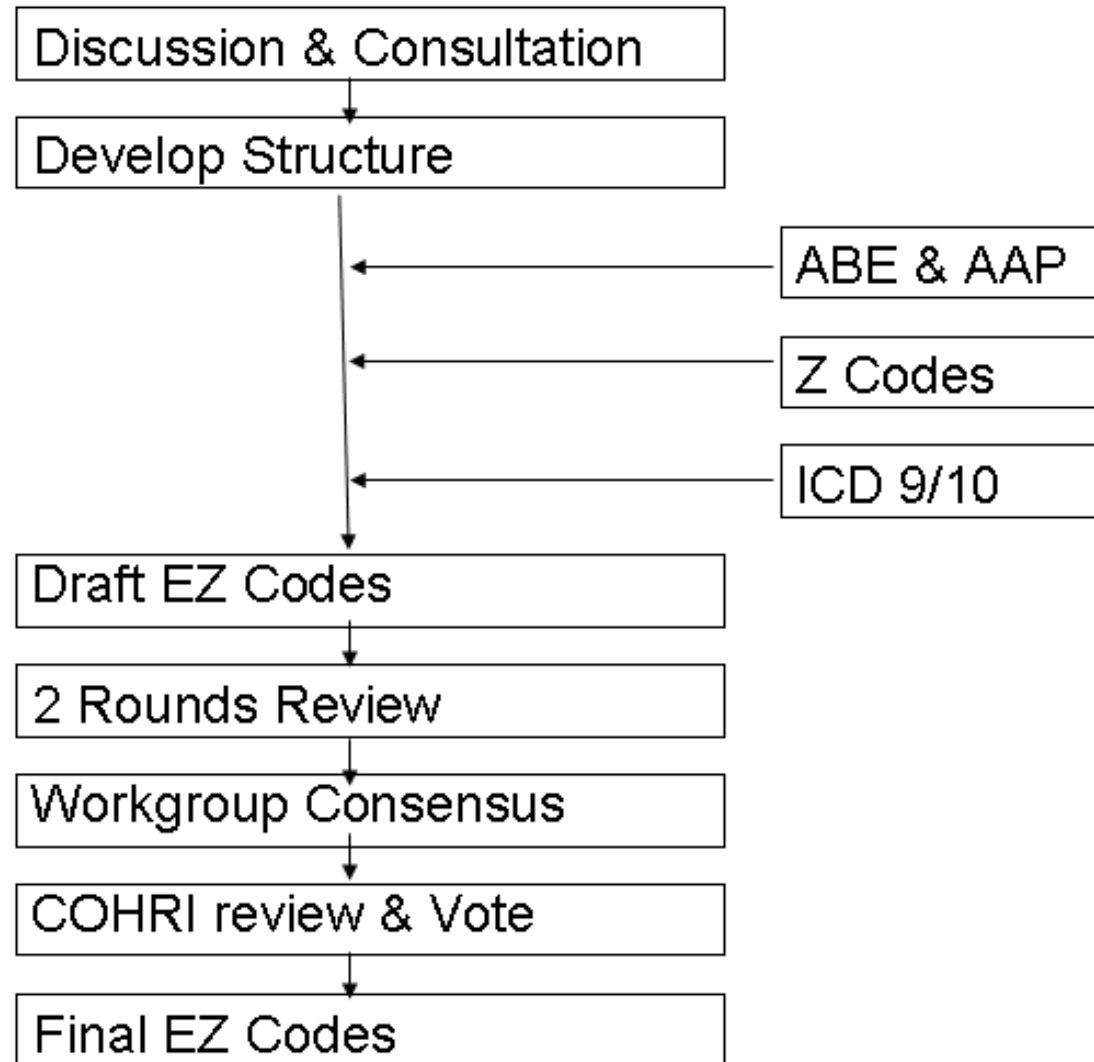 Discussion & Consultation
Develop Structure
ABE & AAP
Z Codes
ICD 9/10
Draft EZ Codes
2 Rounds Review
Workgroup Consensus
COHRI review & Vote
Final EZ Codes